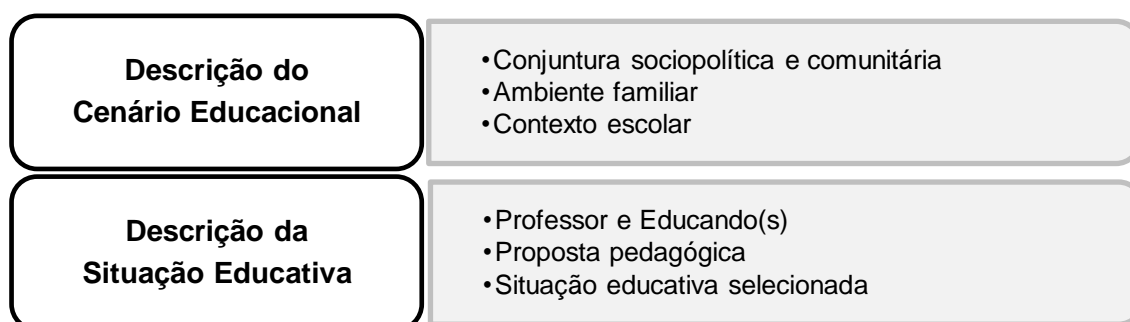 Descrição do
Cenário Educacional
•Conjuntura sociopolítica e comunitária
•Ambiente familiar
•Contexto escolar
Descrição da
Situação Educativa
•Professor e Educando(s)
•Proposta pedagógica
•Situação educativa selecionada